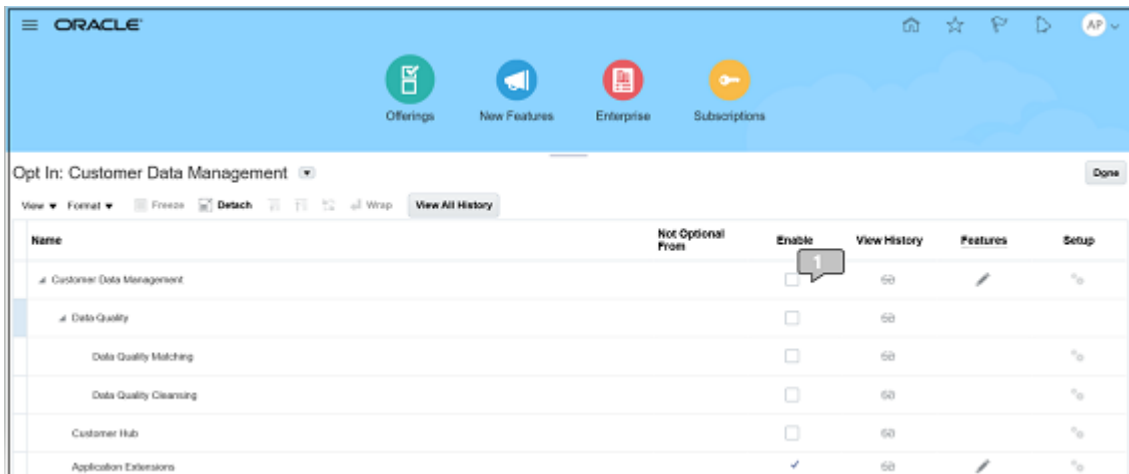 ORACLE
AP
Offerings New Features Enterprise Subscriptions
Opt In: Customer Data Management
Done
View Format Freeze Detach Wrap View All History
Name Not Optional From Enable View History Features Setup
1
Customer Data Management
Data Quality
Data Quality Matching
Data Quality Cleansing
Customer Hub
Application Extensions